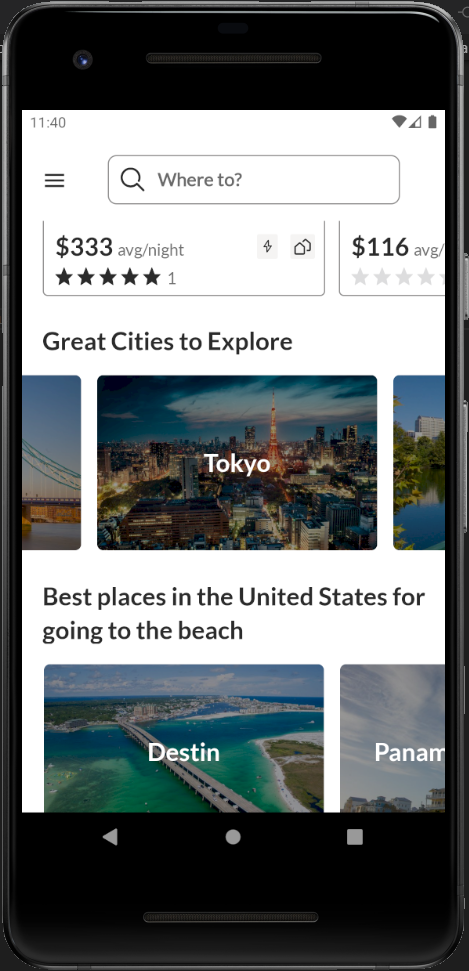 11:40
Where to?
$333 avg/night
1
$116 avg/
Great Cities to Explore
Tokyo
Best places in the United States for
going to the beach
Destin
Panam